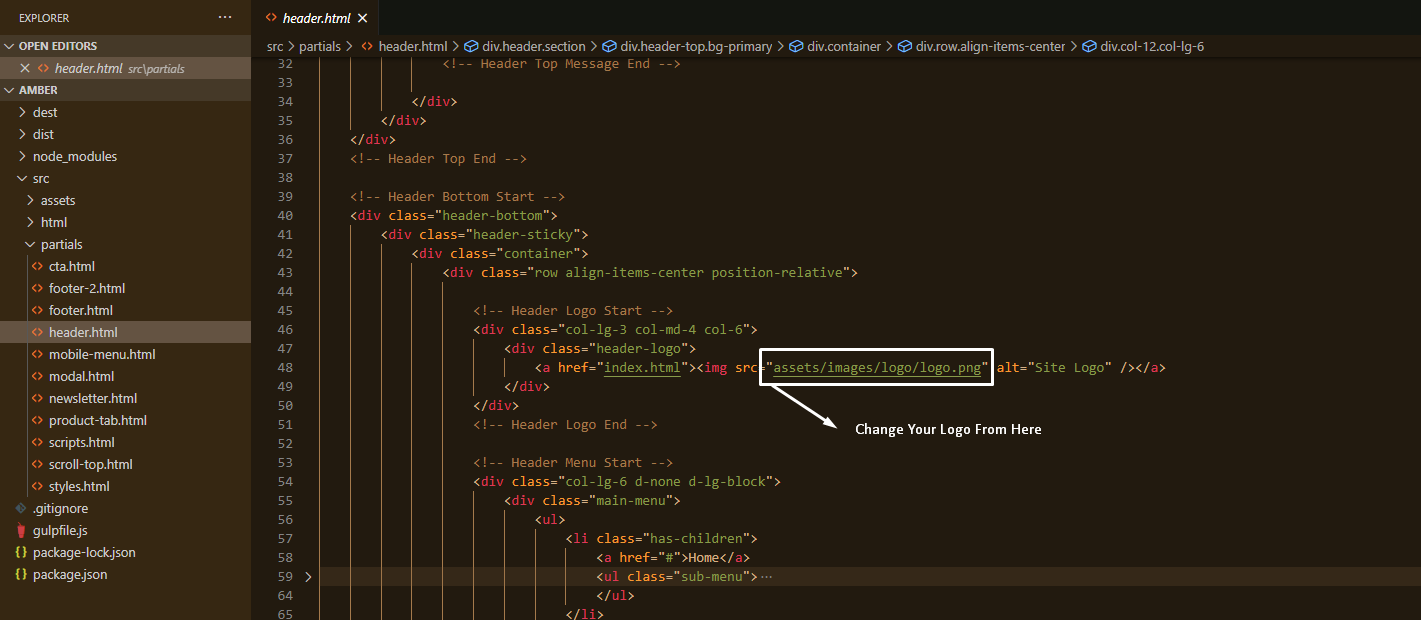 EXPLORER ···
OPEN EDITORS
header.html src\partials
AMBER
dest
dist
node_modules
src
assets
html
partials
cta.html
footer-2.html
footer.html
header.html
mobile-menu.html
modal.html
newsletter.html
product-tab.html
scripts.html
scroll-top.html
styles.html
.gitignore
gulpfile.js
package-lock.json
package.json
header.html
src > partials > header.html > div.header.section > div.header-top.bg-primary > div.container > div.row.align-items-center > div.col-12.col-lg-6
32 <!-- Header Top Message End -->
33
34 </div>
35 </div>
36 </div>
37 <!-- Header Top End -->
38
39 <!-- Header Bottom Start -->
40 <div class="header-bottom">
41 <div class="header-sticky">
42 <div class="container">
43 <div class="row align-items-center position-relative">
44
45 <!-- Header Logo Start -->
46 <div class="col-lg-3 col-md-4 col-6">
47 <div class="header-logo">
48 <a href="index.html"><img src="assets/images/logo/logo.png" alt="Site Logo" /></a>
49 </div>
50 </div>
51 <!-- Header Logo End -->
Change Your Logo From Here
52
53 <!-- Header Menu Start -->
54 <div class="col-lg-6 d-none d-lg-block">
55 <div class="main-menu">
56 <ul>
57 <li class="has-children">
58 <a href="#">Home</a>
59 <ul class="sub-menu">···
64 </ul>
65 </li>